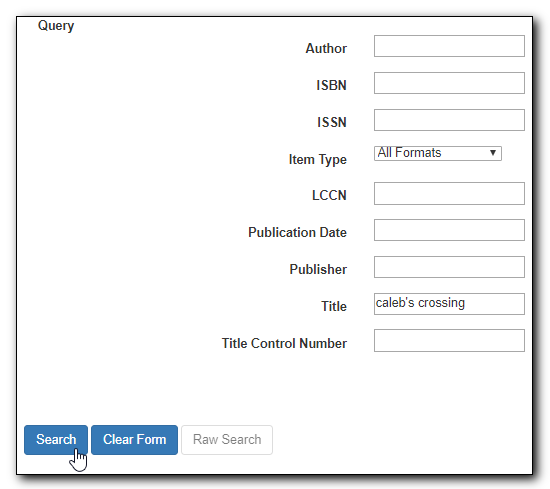 Query
Author
ISBN
ISSN
Item Type All Formats
LCCN
Publication Date
Publisher
Title caleb's crossing
Title Control Number
Search Clear Form Raw Search